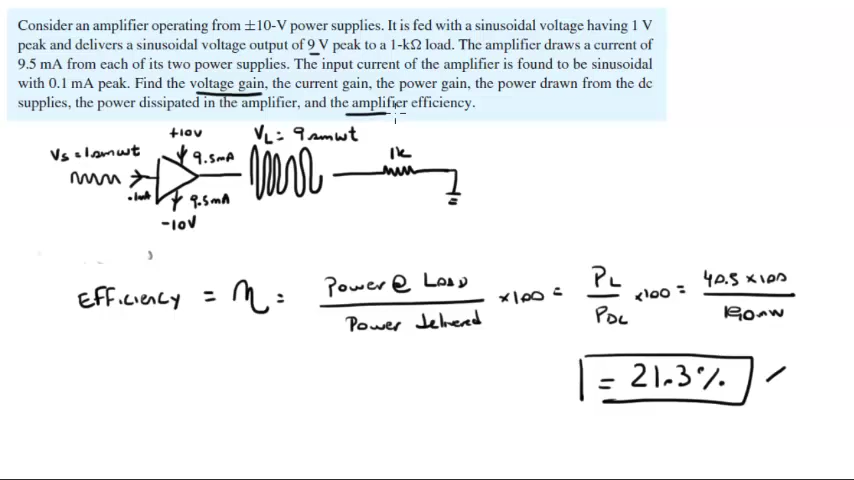 Consider an amplifier operating from ±10-V power supplies. It is fed with a sinusoidal voltage having 1 V
peak and delivers a sinusoidal voltage output of 9 V peak to a 1-kΩ load. The amplifier draws a current of
9.5 mA from each of its two power supplies. The input current of the amplifier is found to be sinusoidal
with 0.1 mA peak. Find the voltage gain, the current gain, the power gain, the power drawn from the dc
supplies, the power dissipated in the amplifier, and the amplifier efficiency.
+10V
VL = 9 sin wt
Vs = 1 sin wt
9.5mA
1k
.1mA
9.5mA
-10V
Efficiency = η = Power @ Load / Power delivered ×100 = PL / PDC ×100 = 40.5 ×100 / 190mW
= 21.3%